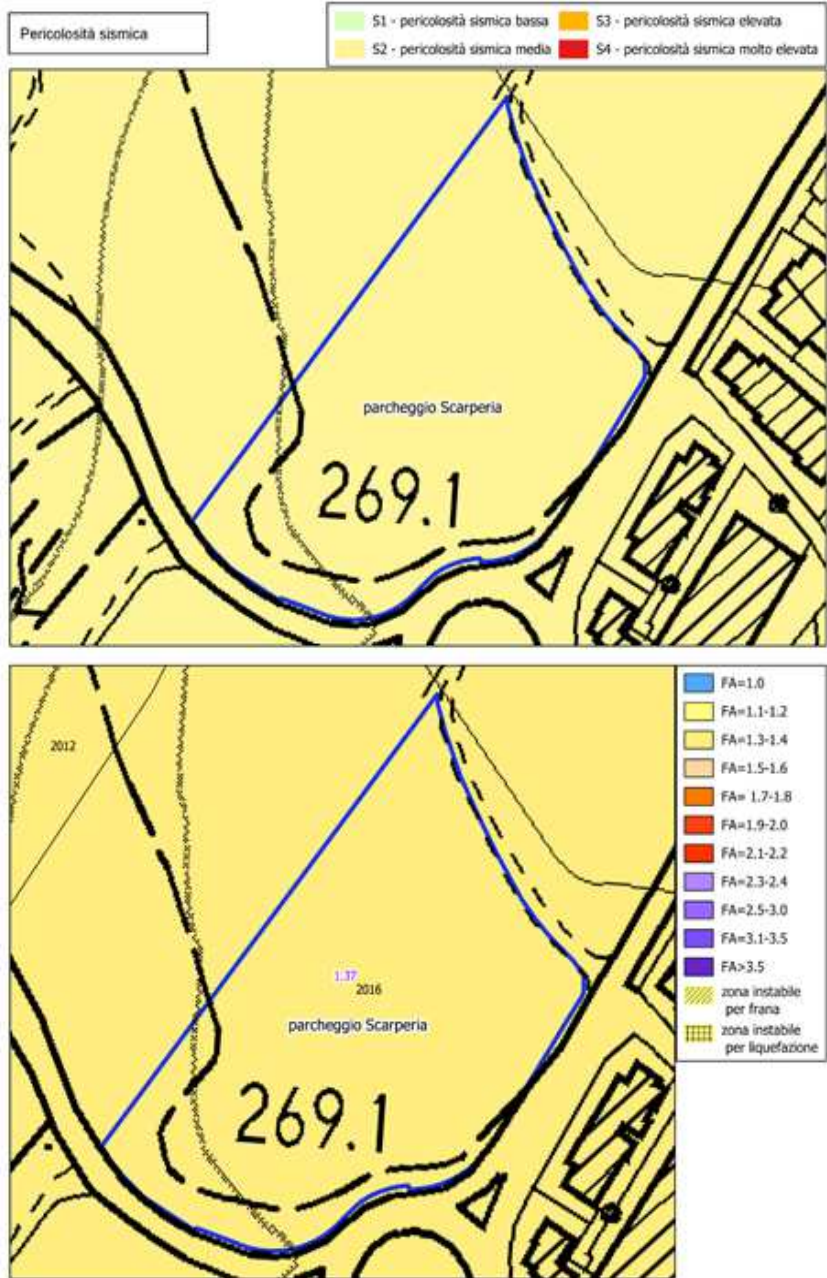 Pericolosità sismica
S1 - pericolosità sismica bassa
S3 - pericolosità sismica elevata
S2 - pericolosità sismica media
S4 - pericolosità sismica molto elevata
parcheggio Scarperia
269.1
2012
1.37
2016
parcheggio Scarperia
269.1
FA=1.0
FA=1.1-1.2
FA=1.3-1.4
FA=1.5-1.6
FA= 1.7-1.8
FA=1.9-2.0
FA=2.1-2.2
FA=2.3-2.4
FA=2.5-3.0
FA=3.1-3.5
FA>3.5
zona instabile
per frana
zona instabile
per liquefazione